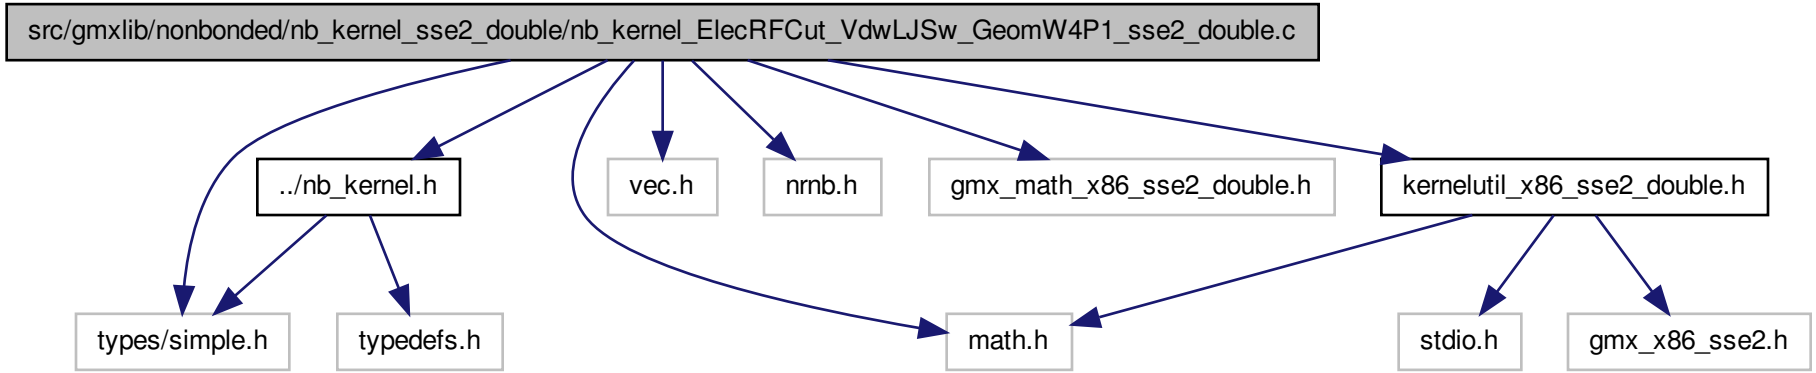 src/gmxlib/nonbonded/nb_kernel_sse2_double/nb_kernel_ElecRFCut_VdwLJSw_GeomW4P1_sse2_double.c
../nb_kernel.h
vec.h
nrnb.h
gmx_math_x86_sse2_double.h
kernelutil_x86_sse2_double.h
types/simple.h
typedefs.h
math.h
stdio.h
gmx_x86_sse2.h